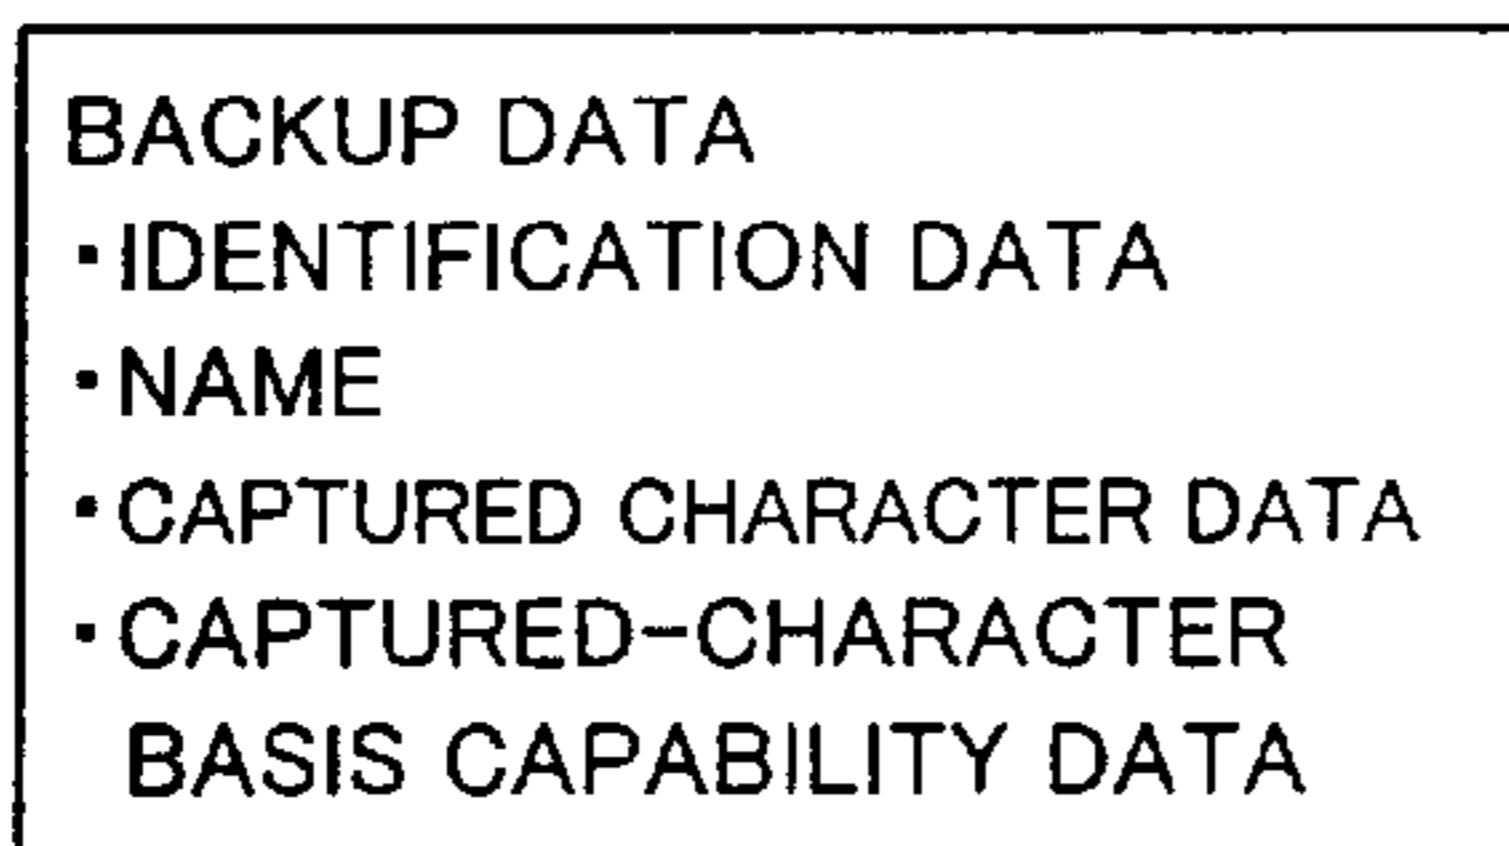 BACKUP DATA
・IDENTIFICATION DATA
・NAME
・CAPTURED CHARACTER DATA
・CAPTURED-CHARACTER
BASIS CAPABILITY DATA